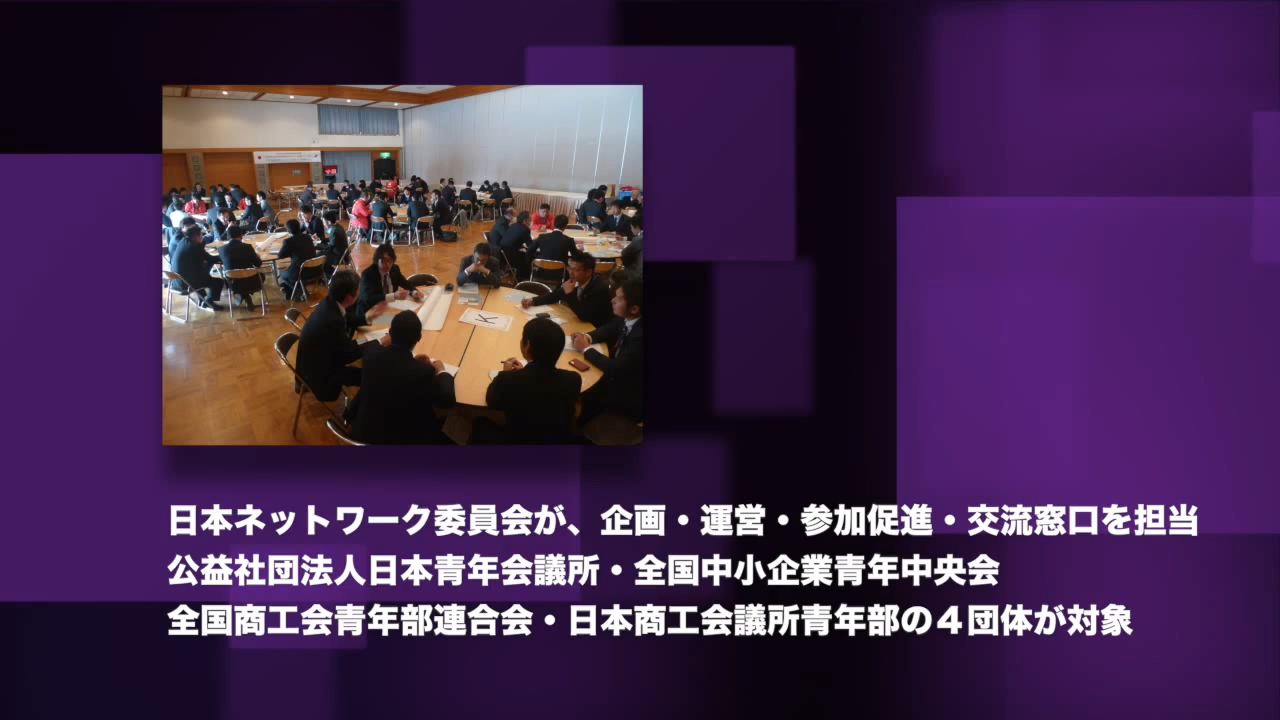 K
日本ネットワーク委員会が、企画・運営・参加促進・交流窓口を担当
公益社団法人日本青年会議所・全国中小企業青年中央会
全国商工会青年部連合会・日本商工会議所青年部の４団体が対象